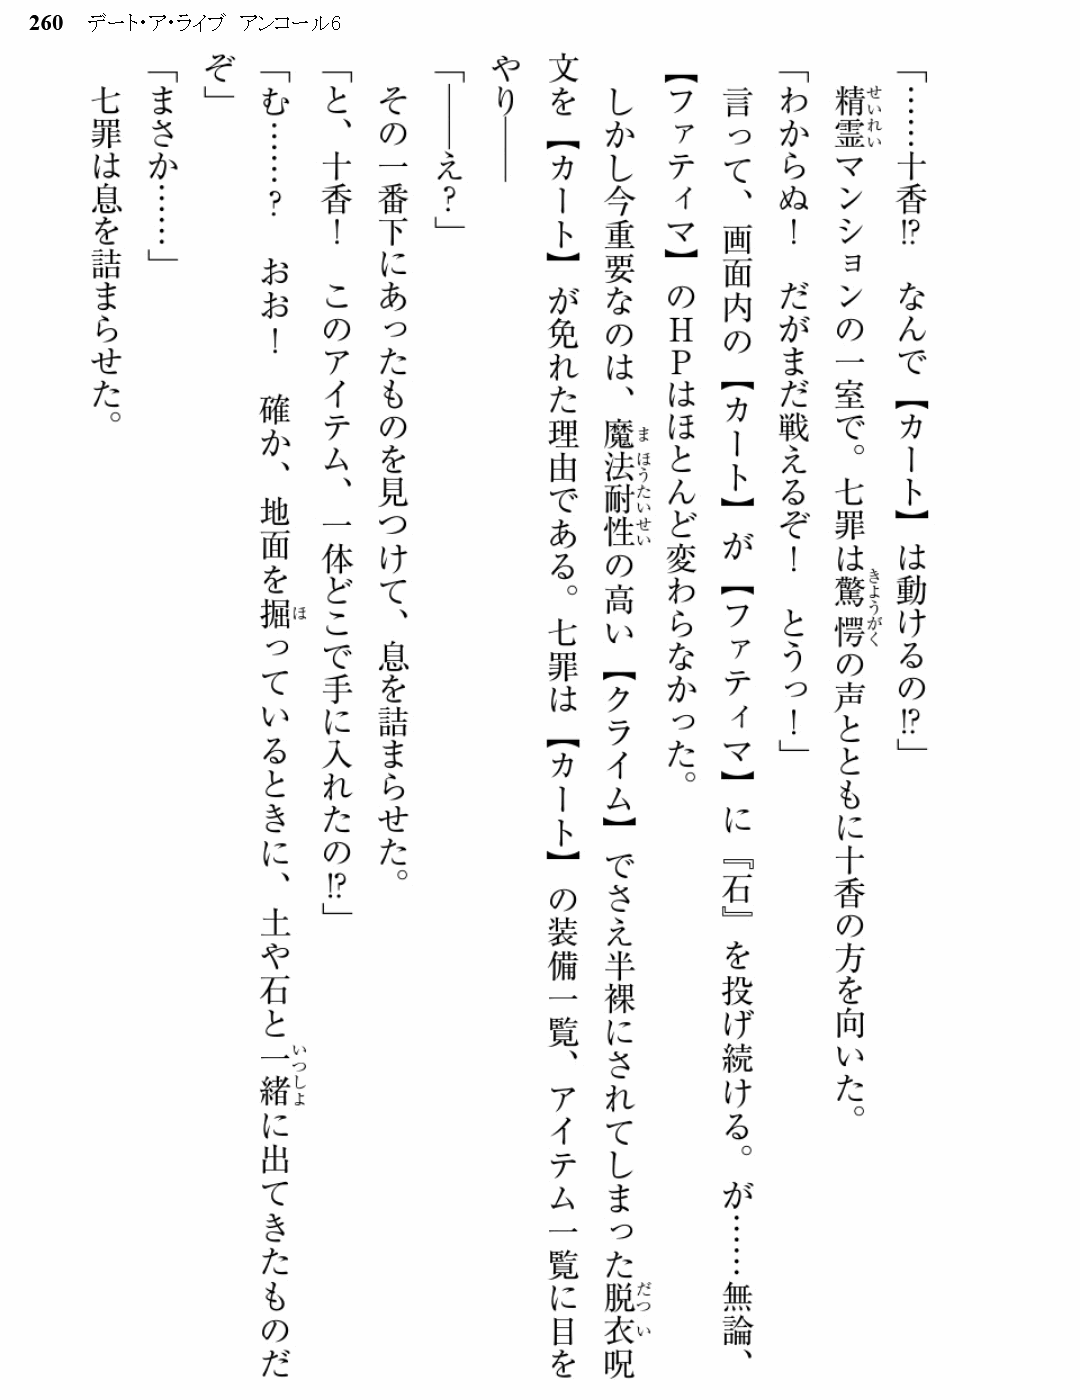 260 デート・ア・ライブ アンコール6
「……十香!? なんで【カート】は動けるの!?」
精霊マンションの一室で。七罪は驚愕の声とともに十香の方を向いた。
「わからぬ！ だがまだ戦えるぞ！ とうっ！」
言って、画面内の【カート】が【ファティマ】に『石』を投げ続ける。が……無論、
【ファティマ】のＨＰはほとんど変わらなかった。
しかし今重要なのは、魔法耐性の高い【クライム】でさえ半裸にされてしまった脱衣呪
文を【カート】が免れた理由である。七罪は【カート】の装備一覧、アイテム一覧に目を
やり――
「――え？」
その一番下にあったものを見つけて、息を詰まらせた。
「と、十香！ このアイテム、一体どこで手に入れたの!?」
「む……？ おお！ 確か、地面を掘っているときに、土や石と一緒に出てきたものだ
ぞ」
「まさか……」
七罪は息を詰まらせた。